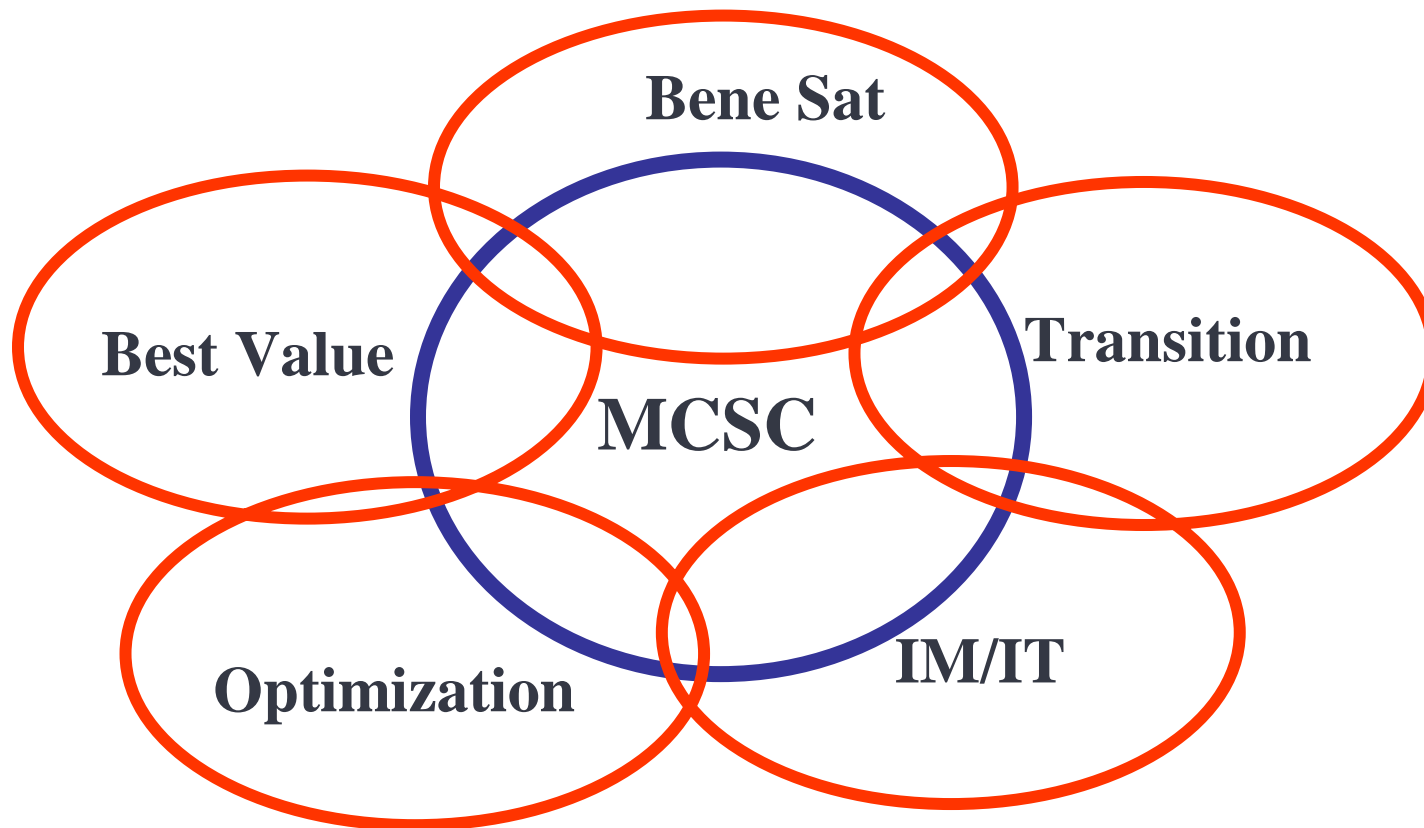 Bene Sat
Best Value
Transition
MCSC
Optimization
IM/IT